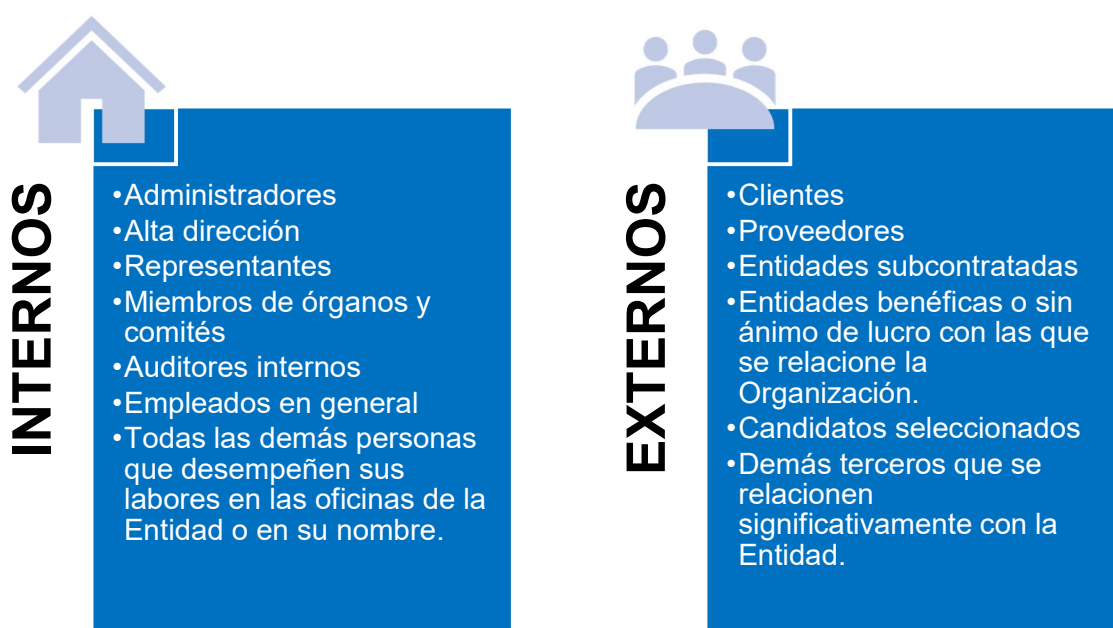 INTERNOS
•Administradores
•Alta dirección
•Representantes
•Miembros de órganos y
comités
•Auditores internos
•Empleados en general
•Todas las demás personas
que desempeñen sus
labores en las oficinas de la
Entidad o en su nombre.
EXTERNOS
•Clientes
•Proveedores
•Entidades subcontratadas
•Entidades benéficas o sin
ánimo de lucro con las que
se relacione la
Organización.
•Candidatos seleccionados
•Demás terceros que se
relacionen
significativamente con la
Entidad.